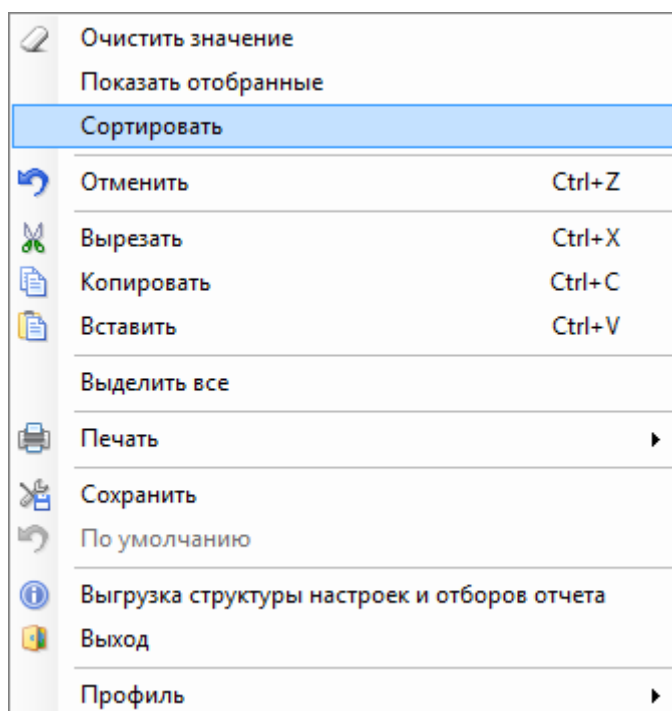 Очистить значение
Показать отобранные
Сортировать
Отменить Ctrl+Z
Вырезать Ctrl+X
Копировать Ctrl+C
Вставить Ctrl+V
Выделить все
Печать
Сохранить
По умолчанию
Выгрузка структуры настроек и отборов отчета
Выход
Профиль